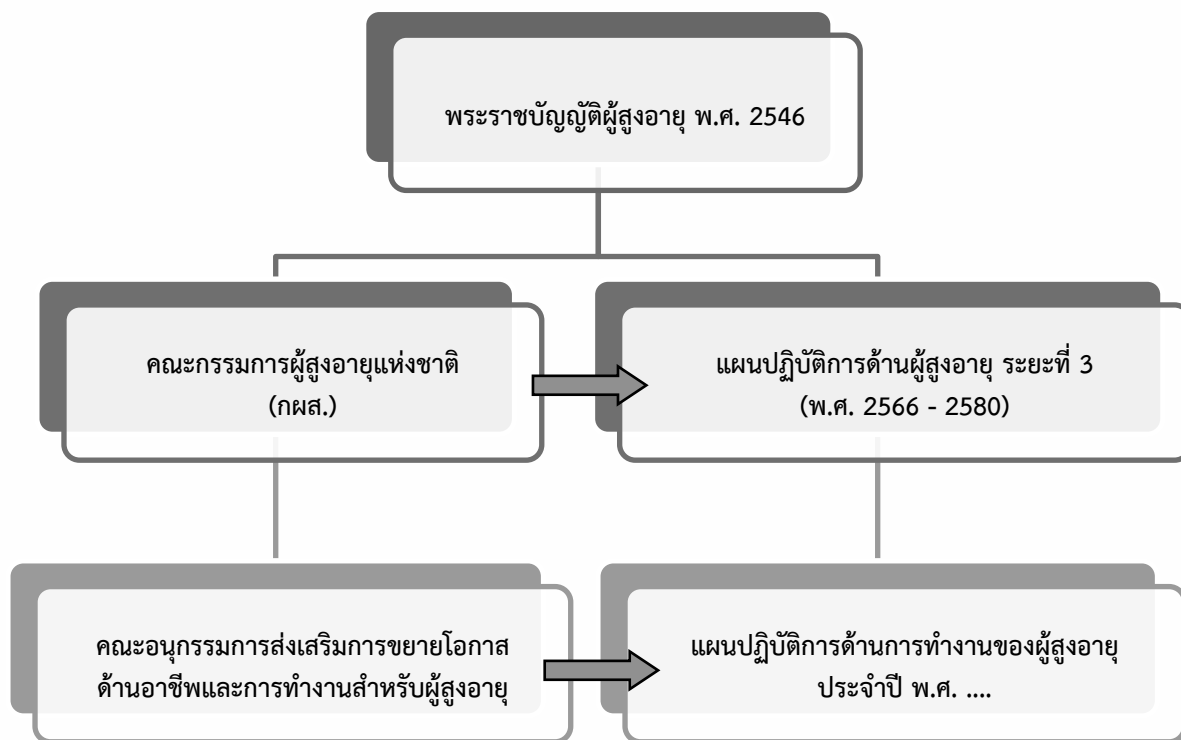 พระราชบัญญัติผู้สูงอายุ พ.ศ. 2546
คณะกรรมการผู้สูงอายุแห่งชาติ
(กผส.)
แผนปฏิบัติการด้านผู้สูงอายุ ระยะที่ 3
(พ.ศ. 2566 - 2580)
คณะอนุกรรมการส่งเสริมการขยายโอกาส
ด้านอาชีพและการทำงานสำหรับผู้สูงอายุ
แผนปฏิบัติการด้านการทำงานของผู้สูงอายุ
ประจำปี พ.ศ. ....